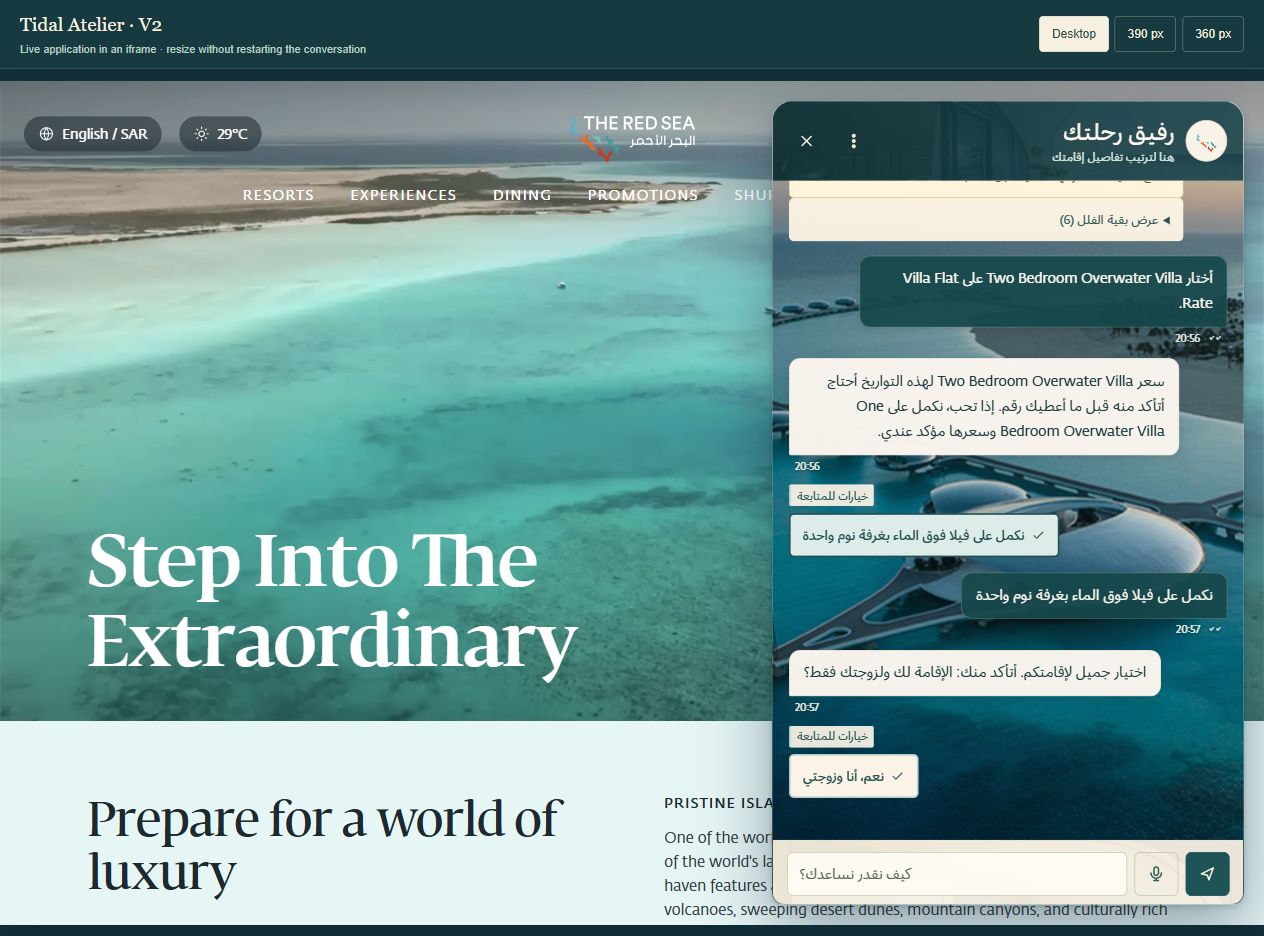 Tidal Atelier · V2
Live application in an iframe · resize without restarting the conversation
Desktop
390 px
360 px
English / SAR
29°C
THE RED SEA
البحر الأحمر
RESORTS
EXPERIENCES
DINING
PROMOTIONS
Step Into The
Extraordinary
Prepare for a world of
luxury
PRISTINE
One of the
of the world's
haven features
volcanoes, sweeping desert dunes, mountain canyons, and culturally rich
رفيق رحلتك
هنا لترتيب تفاصيل إقامتك
◀ عرض بقية الفلل (6)
أختار Two Bedroom Overwater Villa على Villa Flat
Rate.
20:56
سعر Two Bedroom Overwater Villa لهذه التواريخ أحتاج
أتأكد منه قبل ما أعطيك رقم. إذا تحب، نكمل على One
Bedroom Overwater Villa وسعرها مؤكد عندي.
20:56
خيارات للمتابعة
نكمل على فيلا فوق الماء بغرفة نوم واحدة
نكمل على فيلا فوق الماء بغرفة نوم واحدة
20:57
اختيار جميل لإقامتكم. أتأكد منك: الإقامة لك ولزوجتك فقط؟
20:57
خيارات للمتابعة
نعم، أنا وزوجتي
كيف نقدر نساعدك؟